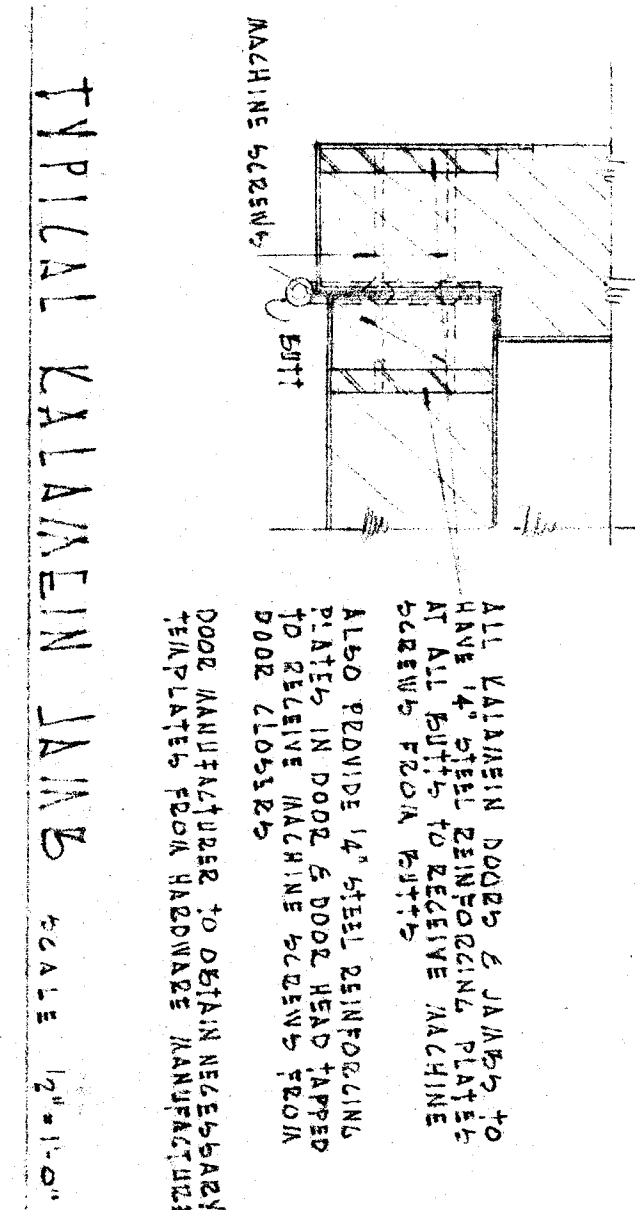 MACHINE SCREWS
BUTT
ALL KALAMEIN DOORS & JAMBS TO
HAVE 1/4" STEEL REINFORCING PLATES
AT ALL BUTTS TO RECEIVE MACHINE
SCREWS FROM BUTTS
ALSO PROVIDE 1/4" STEEL REINFORCING
PLATES IN DOOR & DOOR HEAD TAPPED
TO RECEIVE MACHINE SCREWS FROM
DOOR CLOSERS
DOOR MANUFACTURER TO OBTAIN NECESSARY
TEMPLATES FROM HARDWARE MANUFACTURE
TYPICAL KALAMEIN JAMB SCALE 1/2" = 1'-0"